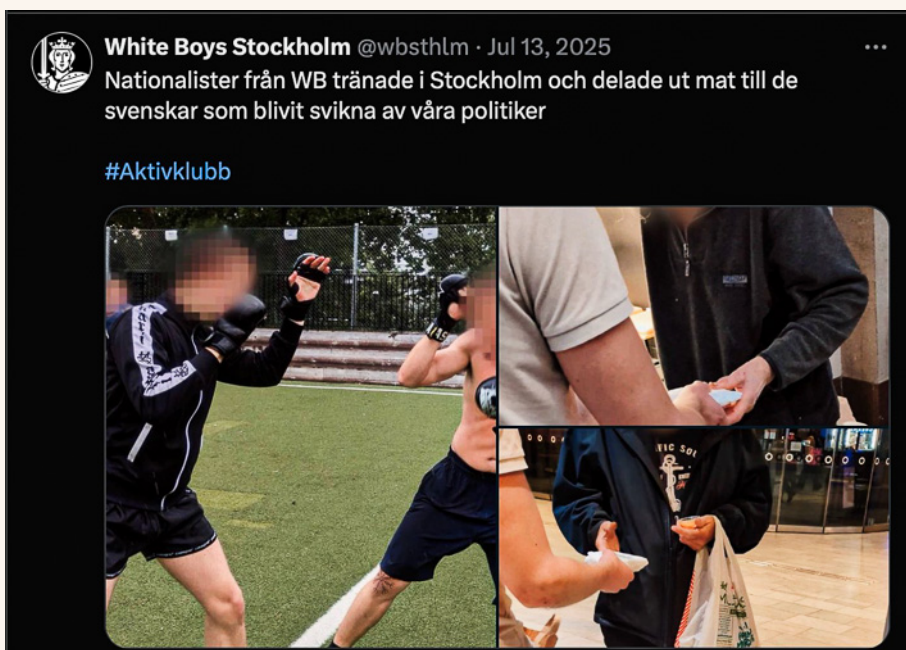 White Boys Stockholm @wbsthlm · Jul 13, 2025
Nationalister från WB tränade i Stockholm och delade ut mat till de
svenskar som blivit svikna av våra politiker
#Aktivklubb